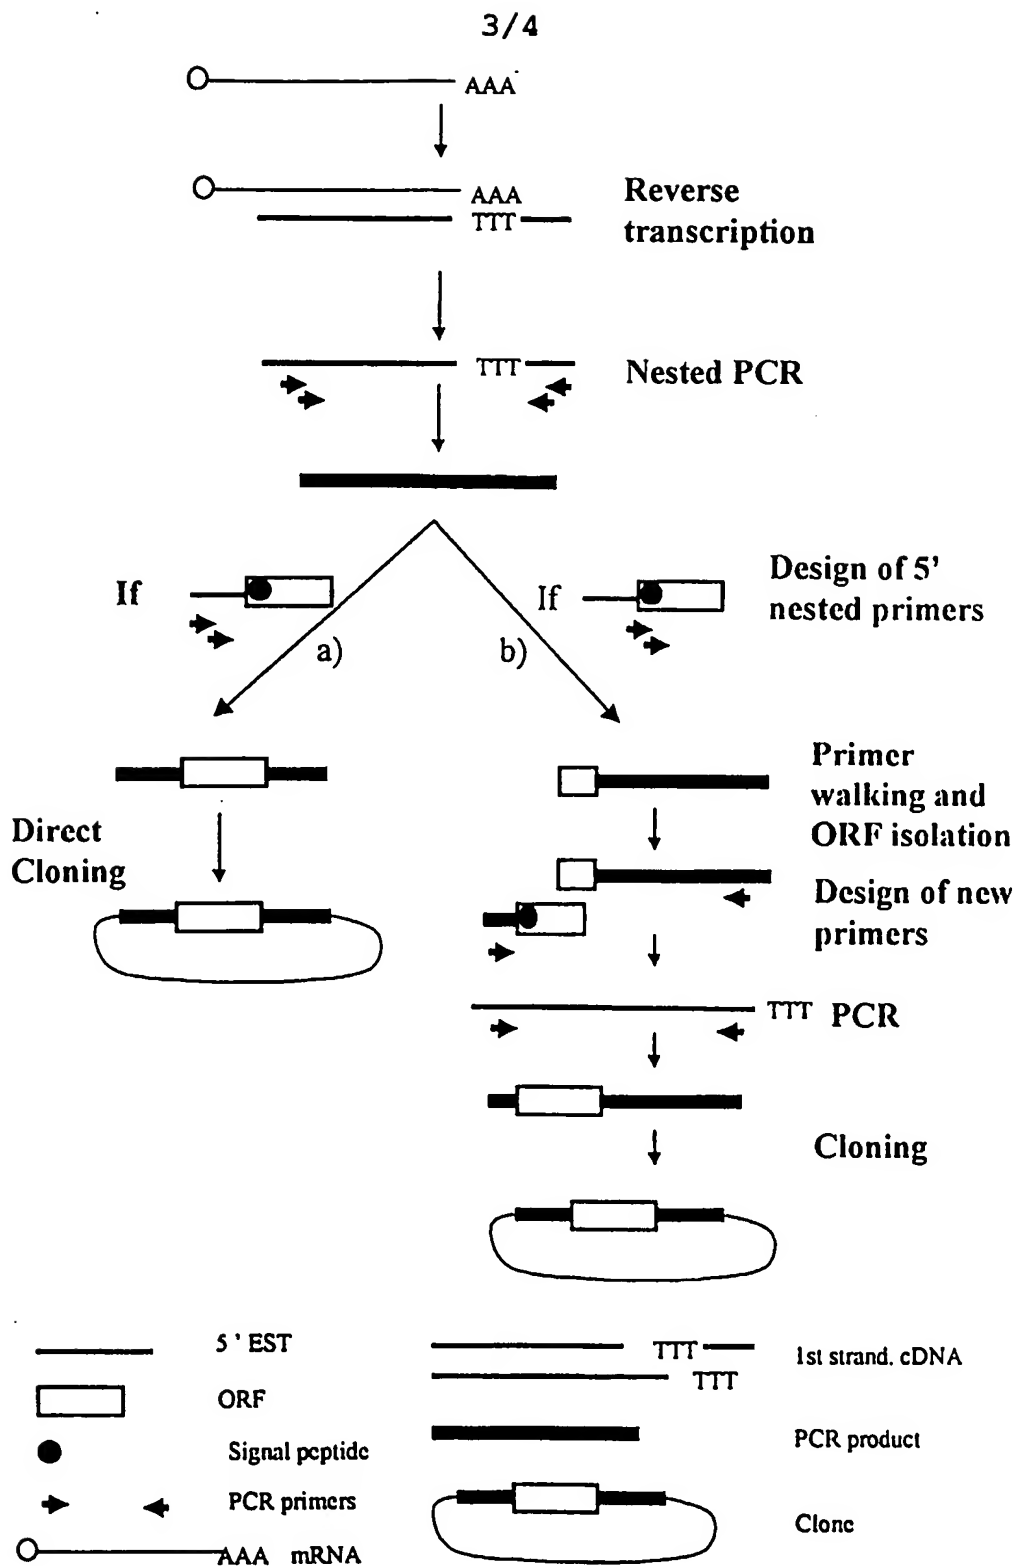 3/4
AAA
AAA
TTT
Reverse
transcription
TTT
Nested PCR
If
If
Design of 5'
nested primers
a)
b)
Primer
walking and
ORF isolation
Direct
Cloning
Design of new
primers
TTT PCR
Cloning
5' EST
TTT
1st strand. cDNA
TTT
ORF
PCR product
Signal peptide
PCR primers
Clone
AAA mRNA